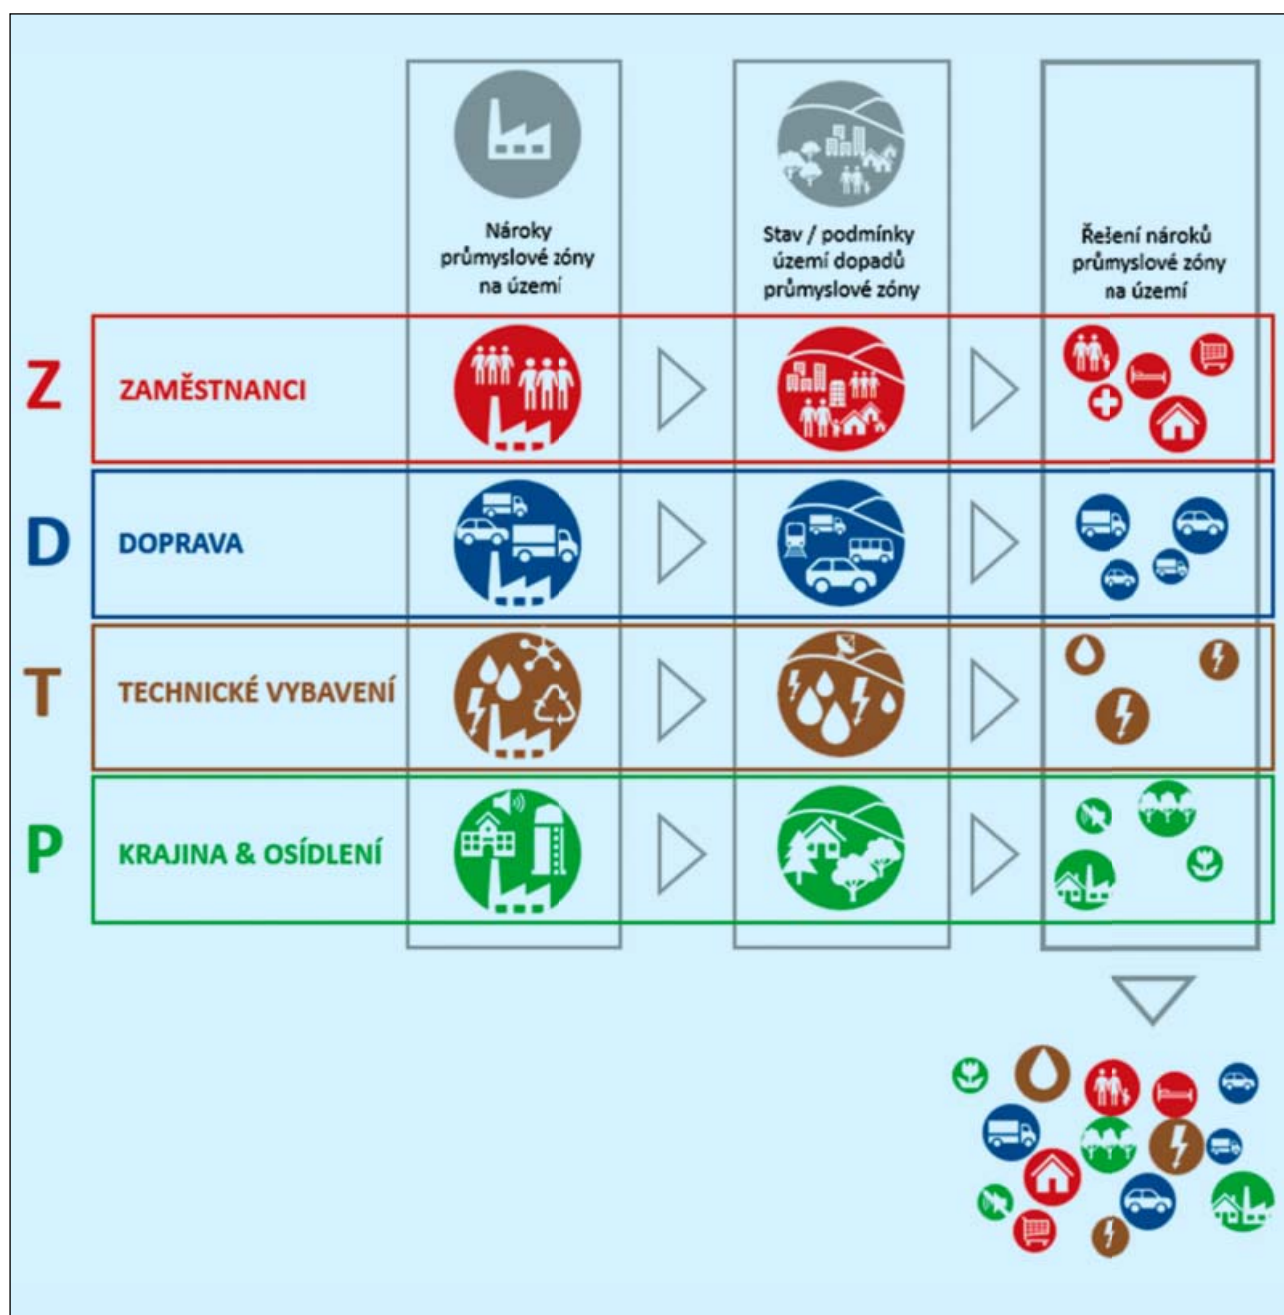 Nároky
průmyslové zóny
na území
Stav / podmínky
území dopadů
průmyslové zóny
Řešení nároků
průmyslové zóny
na území
Z
ZAMĚSTNANCI
D
DOPRAVA
T
TECHNICKÉ VYBAVENÍ
P
KRAJINA & OSÍDLENÍ